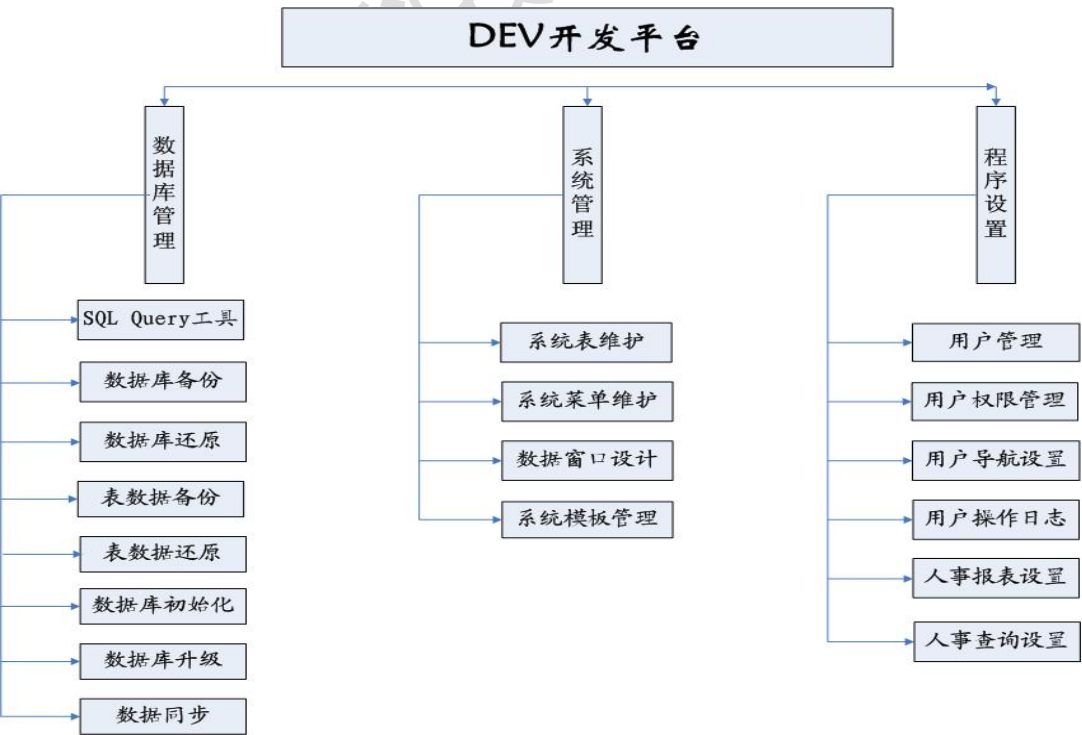 DEV开发平台
数据库管理
系统管理
程序设置
SQL Query工具
数据库备份
数据库还原
表数据备份
表数据还原
数据库初始化
数据库升级
数据同步
系统表维护
系统菜单维护
数据窗口设计
系统模板管理
用户管理
用户权限管理
用户导航设置
用户操作日志
人事报表设置
人事查询设置